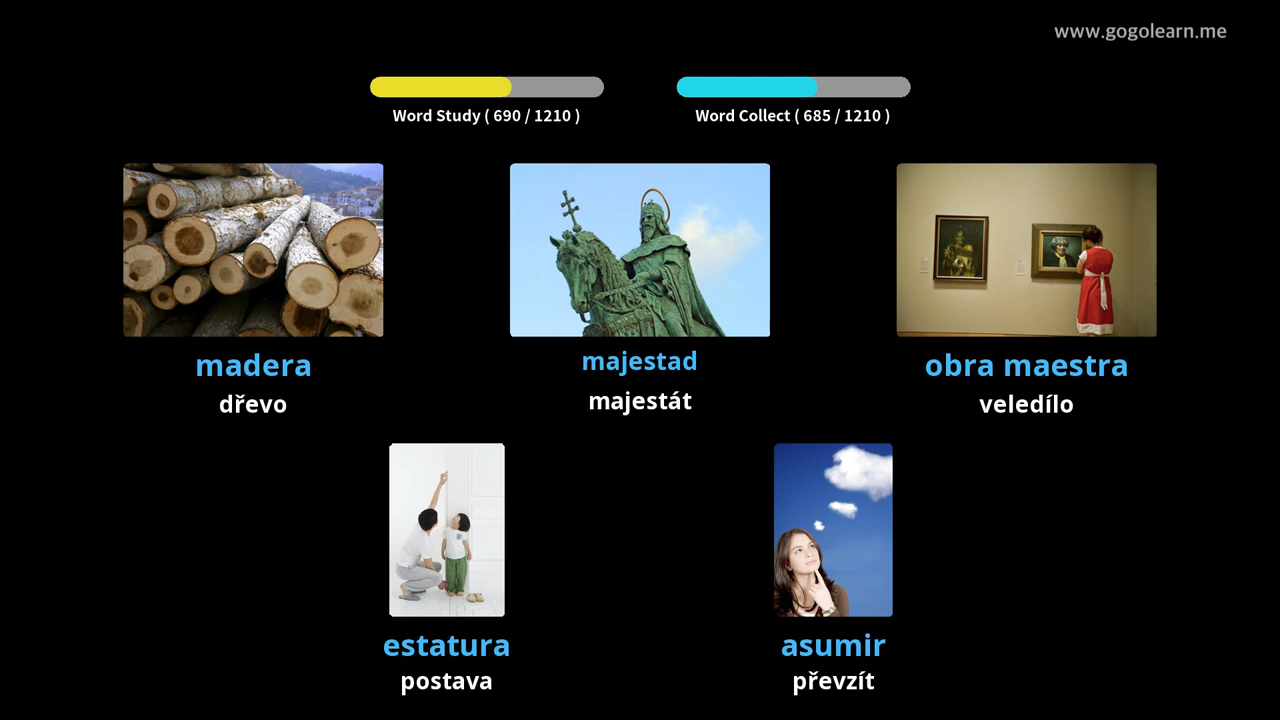 www.gogolearn.me
Word Study ( 690 / 1210 )
Word Collect ( 685 / 1210 )
madera
dřevo
majestad
majestát
obra maestra
veledílo
estatura
postava
asumir
převzít